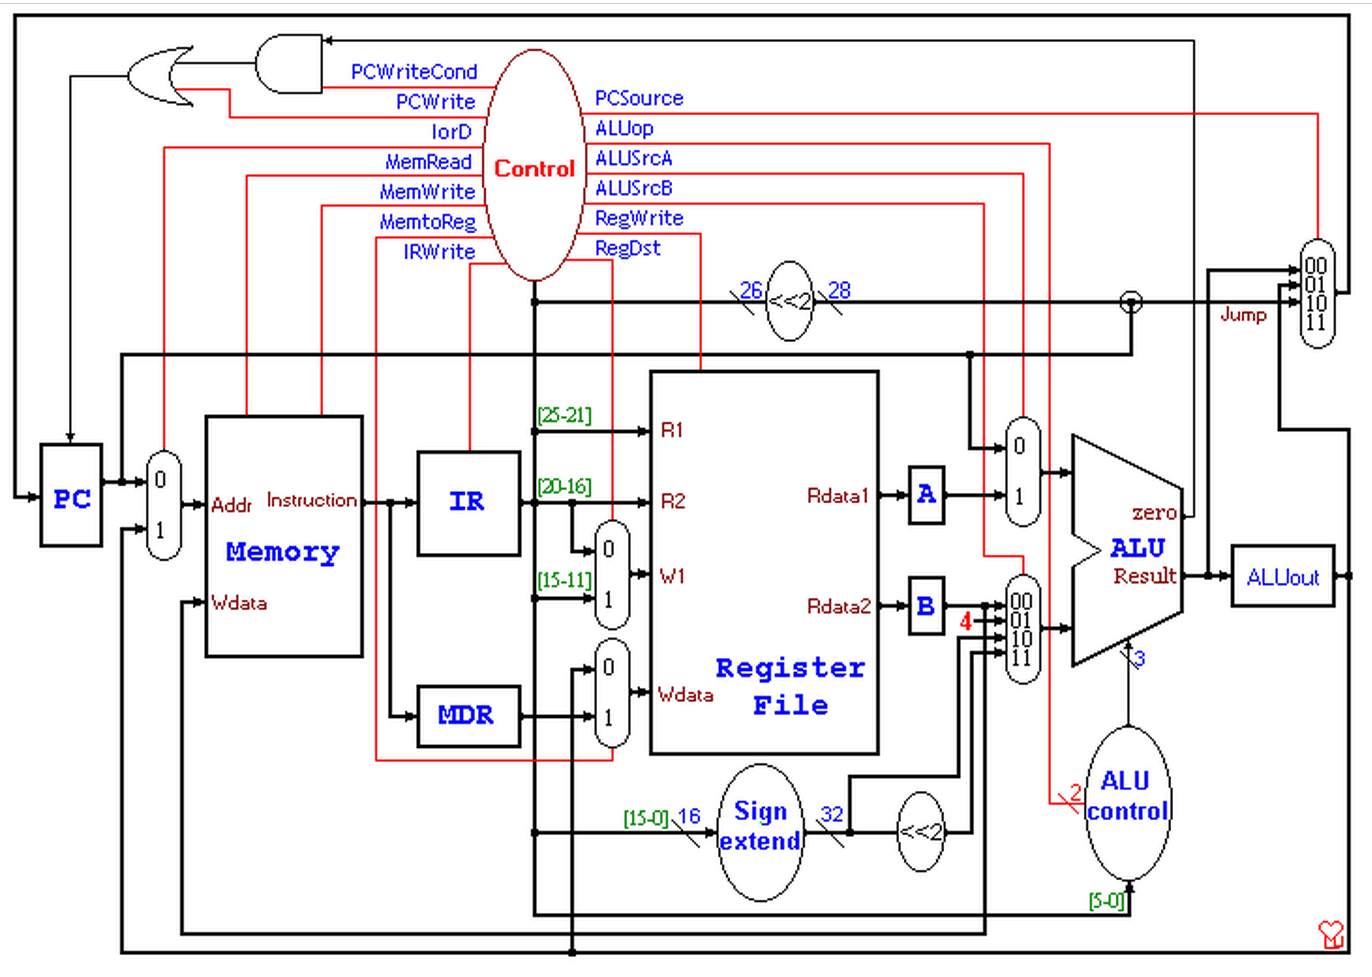 PCWriteCond
PCWrite
IorD
MemRead
MemWrite
MemtoReg
IRWrite
Control
PCSource
ALUop
ALUSrcA
ALUSrcB
RegWrite
RegDst
26
<<2
28
Jump
00
01
10
11
PC
0
1
Addr
Instruction
Memory
Wdata
IR
MDR
[25-21]
[20-16]
[15-11]
0
1
0
1
R1
R2
W1
Wdata
Rdata1
Rdata2
Register
File
A
B
0
1
4
00
01
10
11
zero
ALU
Result
ALUout
3
[15-0]
16
Sign
extend
32
<<2
2
ALU
control
[5-0]